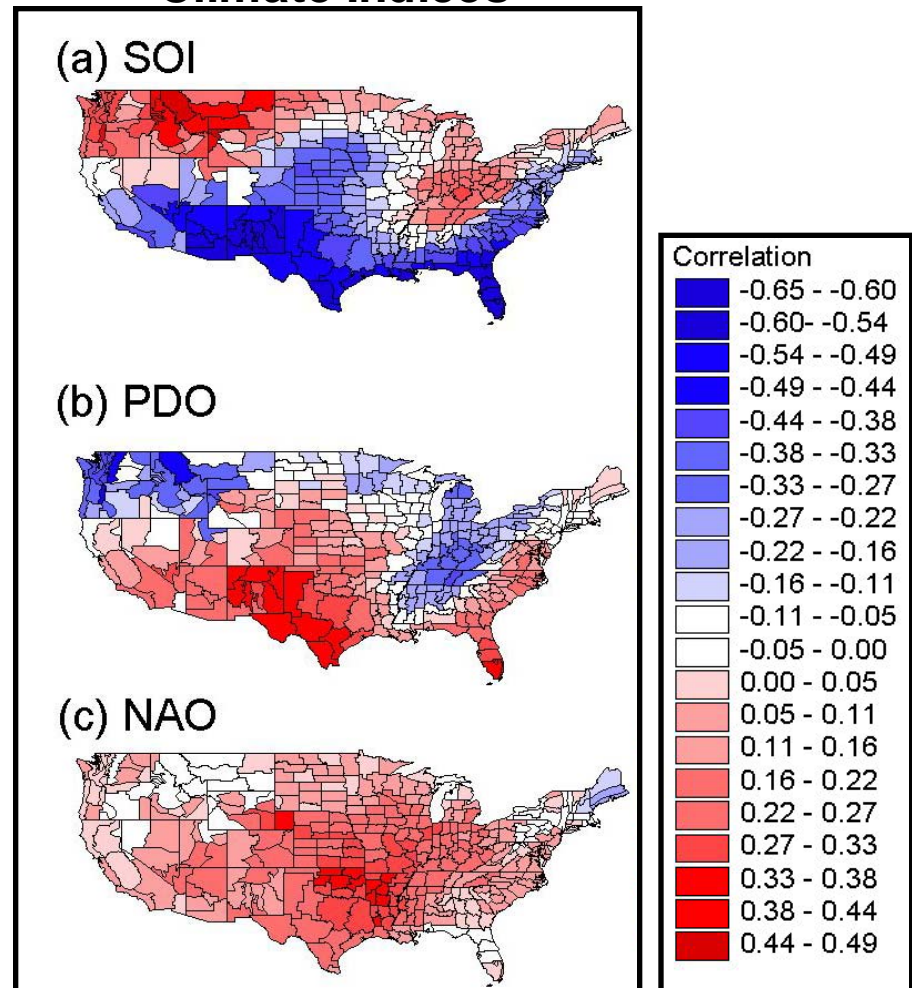 Climate Indices
(a) SOI
(b) PDO
(c) NAO
Correlation
-0.65 - -0.60
-0.60- -0.54
-0.54 - -0.49
-0.49 - -0.44
-0.44 - -0.38
-0.38 - -0.33
-0.33 - -0.27
-0.27 - -0.22
-0.22 - -0.16
-0.16 - -0.11
-0.11 - -0.05
-0.05 - 0.00
0.00 - 0.05
0.05 - 0.11
0.11 - 0.16
0.16 - 0.22
0.22 - 0.27
0.27 - 0.33
0.33 - 0.38
0.38 - 0.44
0.44 - 0.49